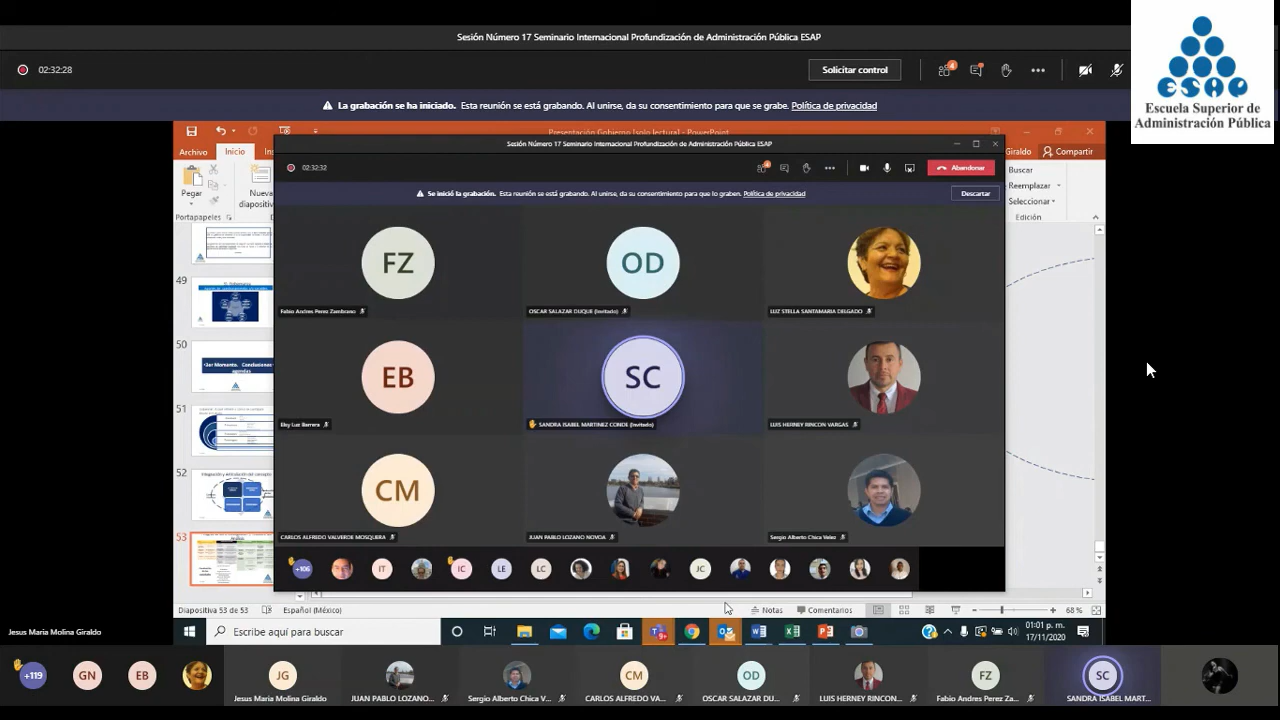 Sesión Número 17 Seminario Internacional Profundización de Administración Pública ESAP
02:32:28
Solicitar control
4
La grabación se ha iniciado. Esta reunión se está grabando. Al unirse, da su consentimiento para que se grabe. Política de privacidad
ESAP
Escuela Superior de
Administración Pública
Presentación Gobierno [solo lectura] - PowerPoint
Archivo
Inicio
Giraldo
Compartir
Sesión Número 17 Seminario Internacional Profundización de Administración Pública ESAP
02:32:32
4
Abandonar
Se inició la grabación. Esta reunión se está grabando. Al unirse, da su consentimiento para que lo graben. Política de privacidad
Descartar
Pegar
Nueva
Portapapeles
Buscar
Reemplazar
Seleccionar
Edición
49
50
51
52
53
FZ
Fabio Andres Perez Zambrano
OD
OSCAR SALAZAR DUQUE (Invitado)
LUZ STELLA SANTAMARIA DELGADO
EB
Elsy Luz Barrera
SC
SANDRA ISABEL MARTINEZ CONDE (Invitado)
LUIS HERNEY RINCON VARGAS
CM
CARLOS ALFREDO VALVERDE MOSQUERA
JUAN PABLO LOZANO NOVOA
Sergio Alberto Chica Velez
+106
IT
LC
JC
Diapositiva 53 de 53
Español (México)
Notas
Comentarios
68 %
Escribe aquí para buscar
01:01 p. m.
17/11/2020
Jesus Maria Molina Giraldo
+119
GN
EB
JG
Jesus Maria Molina Giraldo
JUAN PABLO LOZANO...
Sergio Alberto Chica V...
CM
CARLOS ALFREDO VA...
OD
OSCAR SALAZAR DU...
LUIS HERNEY RINCON...
FZ
Fabio Andres Perez Za...
SC
SANDRA ISABEL MART...